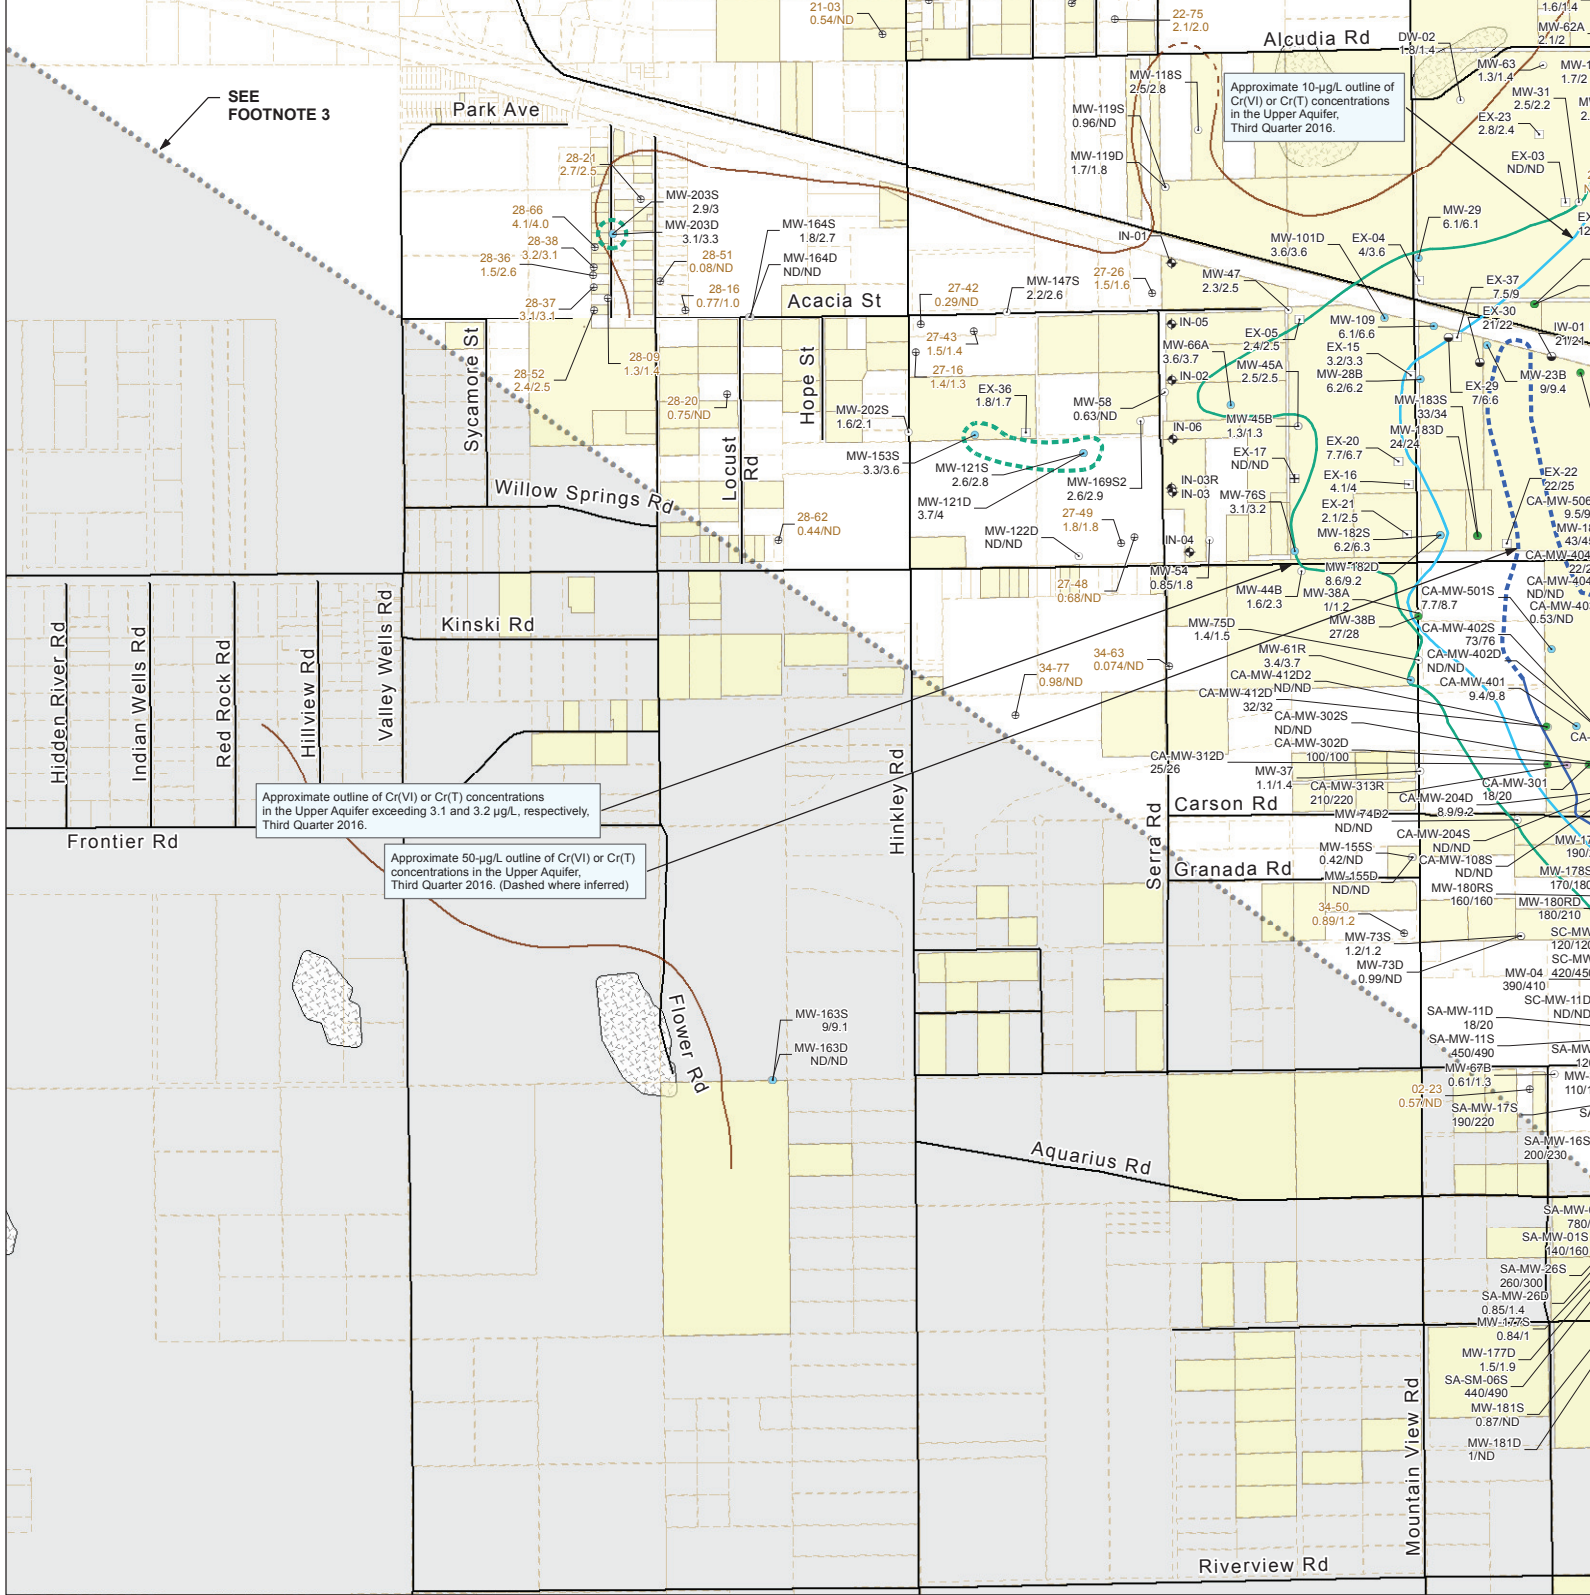 21-03
0.54/ND
22-75
2.1/2.0
Alcudia Rd
DW-02
1.8/1.4
1.6/1.4
MW-62A
2.1/2
MW-63
1.3/1.4
1.7/2
MW-31
2.5/2.2
EX-23
2.8/2.4
EX-03
ND/ND
SEE
FOOTNOTE 3
Park Ave
MW-118S
2.5/2.8
MW-119S
0.96/ND
MW-119D
1.7/1.8
Approximate 10-µg/L outline of
Cr(VI) or Cr(T) concentrations
in the Upper Aquifer,
Third Quarter 2016.
28-21
2.7/2.5
MW-203S
2.9/3
MW-203D
3.1/3.3
28-66
4.1/4.0
28-38
3.2/3.1
28-36
1.5/2.6
28-37
3.1/3.1
28-51
0.08/ND
28-16
0.77/1.0
MW-164S
1.8/2.7
MW-164D
ND/ND
Acacia St
27-42
0.29/ND
MW-147S
2.2/2.6
27-26
1.5/1.6
IN-01
MW-47
2.3/2.5
MW-101D
3.6/3.6
EX-04
4/3.6
MW-29
6.1/6.1
EX-37
7.5/9
EX-30
21/22
IW-01
21/21
28-09
1.3/1.4
28-52
2.4/2.5
28-20
0.75/ND
27-43
1.5/1.4
27-16
1.4/1.3
EX-36
1.8/1.7
IN-05
MW-66A
3.6/3.7
IN-02
EX-05
2.4/2.5
MW-45A
2.5/2.5
MW-109
6.1/6.6
EX-15
3.2/3.3
MW-28B
6.2/6.2
EX-29
7/6.6
MW-23B
9/9.4
Sycamore St
Hope St
Locust Rd
MW-202S
1.6/2.1
MW-58
0.63/ND
IN-06
MW-45B
1.3/1.3
MW-183S
33/34
MW-183D
24/24
MW-153S
3.3/3.6
MW-121S
2.6/2.8
MW-121D
3.7/4
MW-169S2
2.6/2.9
EX-17
ND/ND
EX-20
7.7/6.7
EX-16
4.1/4
EX-22
22/25
Willow Springs Rd
28-62
0.44/ND
MW-122D
ND/ND
27-49
1.8/1.8
IN-03R
IN-03
IN-04
MW-76S
3.1/3.2
EX-21
2.1/2.5
MW-182S
6.2/6.3
27-48
0.68/ND
MW-54
0.85/1.8
MW-44B
1.6/2.3
MW-182D
8.6/9.2
MW-38A
1/1.2
MW-38B
27/28
CA-MW-501S
7.7/8.7
ND/ND
0.53/ND
Kinski Rd
Hidden River Rd
Indian Wells Rd
Red Rock Rd
Hillview Rd
Valley Wells Rd
MW-75D
1.4/1.5
MW-61R
3.4/3.7
CA-MW-402S
73/76
CA-MW-402D
ND/ND
34-63
0.074/ND
34-77
0.98/ND
CA-MW-412D2
ND/ND
CA-MW-412D
32/32
CA-MW-401
9.4/9.8
CA-MW-302S
ND/ND
CA-MW-302D
100/100
CA-MW-312D
25/26
MW-37
1.1/1.4
CA-MW-313R
210/220
CA-MW-301
18/20
CA-MW-204D
8.9/9.2
Hinkley Rd
Serra Rd
Carson Rd
Approximate outline of Cr(VI) or Cr(T) concentrations
in the Upper Aquifer exceeding 3.1 and 3.2 µg/L, respectively,
Third Quarter 2016.
Frontier Rd
Approximate 50-µg/L outline of Cr(VI) or Cr(T)
concentrations in the Upper Aquifer,
Third Quarter 2016. (Dashed where inferred)
MW-74D2
ND/ND
CA-MW-204S
ND/ND
MW-155S
0.42/ND
MW-155D
ND/ND
Granada Rd
CA-MW-108S
ND/ND
MW-178S
170/180
MW-180RS
160/160
MW-180RD
180/210
34-50
0.89/1.2
MW-73S
1.2/1.2
MW-73D
0.99/ND
MW-04
390/410
SC-MW-11D
ND/ND
Flower Rd
MW-163S
9/9.1
MW-163D
ND/ND
SA-MW-11D
18/20
SA-MW-11S
450/490
MW-67B
0.61/1.3
02-23
0.57/ND
SA-MW-17S
190/220
SA-MW-16S
200/230
Aquarius Rd
SA-MW-01S
140/160
SA-MW-26S
260/300
SA-MW-26D
0.85/1.4
MW-177S
0.84/1
MW-177D
1.5/1.9
SA-SM-06S
440/490
MW-181S
0.87/ND
MW-181D
1/ND
Mountain View Rd
Riverview Rd